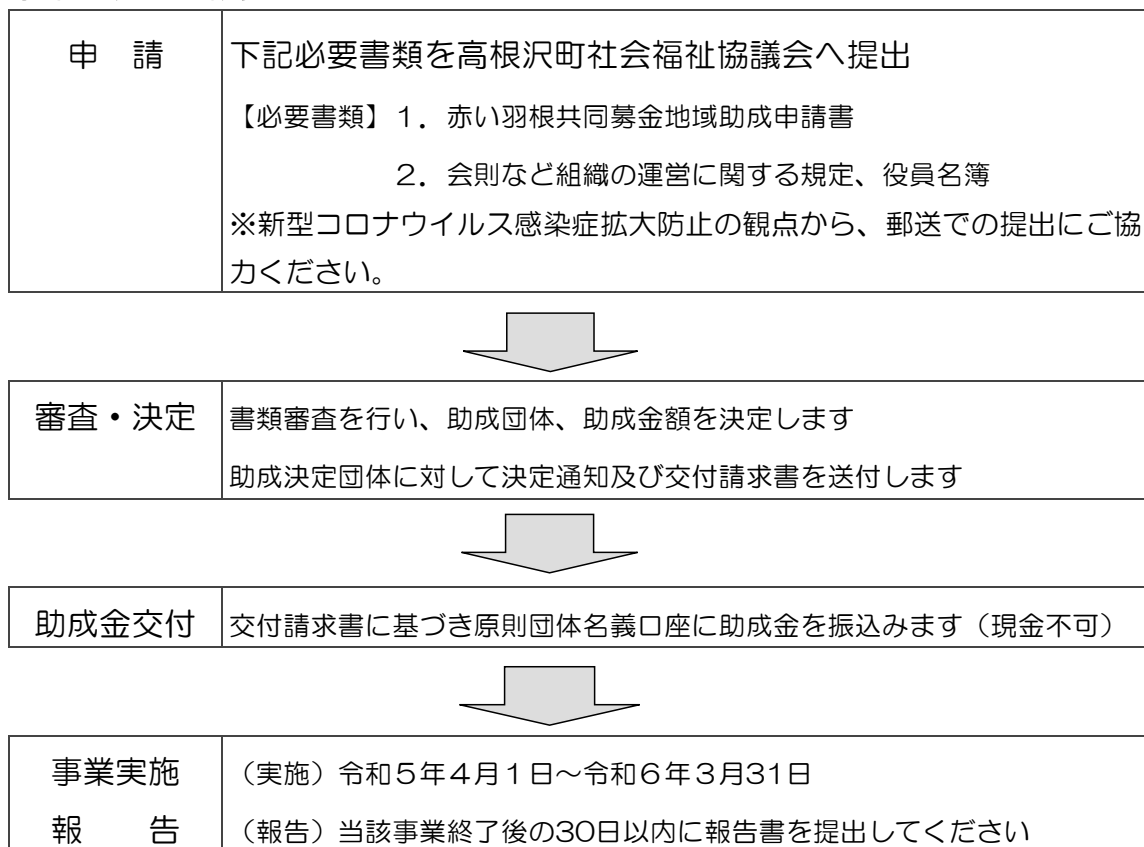 申　請
下記必要書類を高根沢町社会福祉協議会へ提出
【必要書類】１．赤い羽根共同募金地域助成申請書
２．会則など組織の運営に関する規定、役員名簿
※新型コロナウイルス感染症拡大防止の観点から、郵送での提出にご協
力ください。
審査・決定
書類審査を行い、助成団体、助成金額を決定します
助成決定団体に対して決定通知及び交付請求書を送付します
助成金交付
交付請求書に基づき原則団体名義口座に助成金を振込みます（現金不可）
事業実施
（実施）令和５年４月１日～令和６年３月31日
報　　告
（報告）当該事業終了後の30日以内に報告書を提出してください